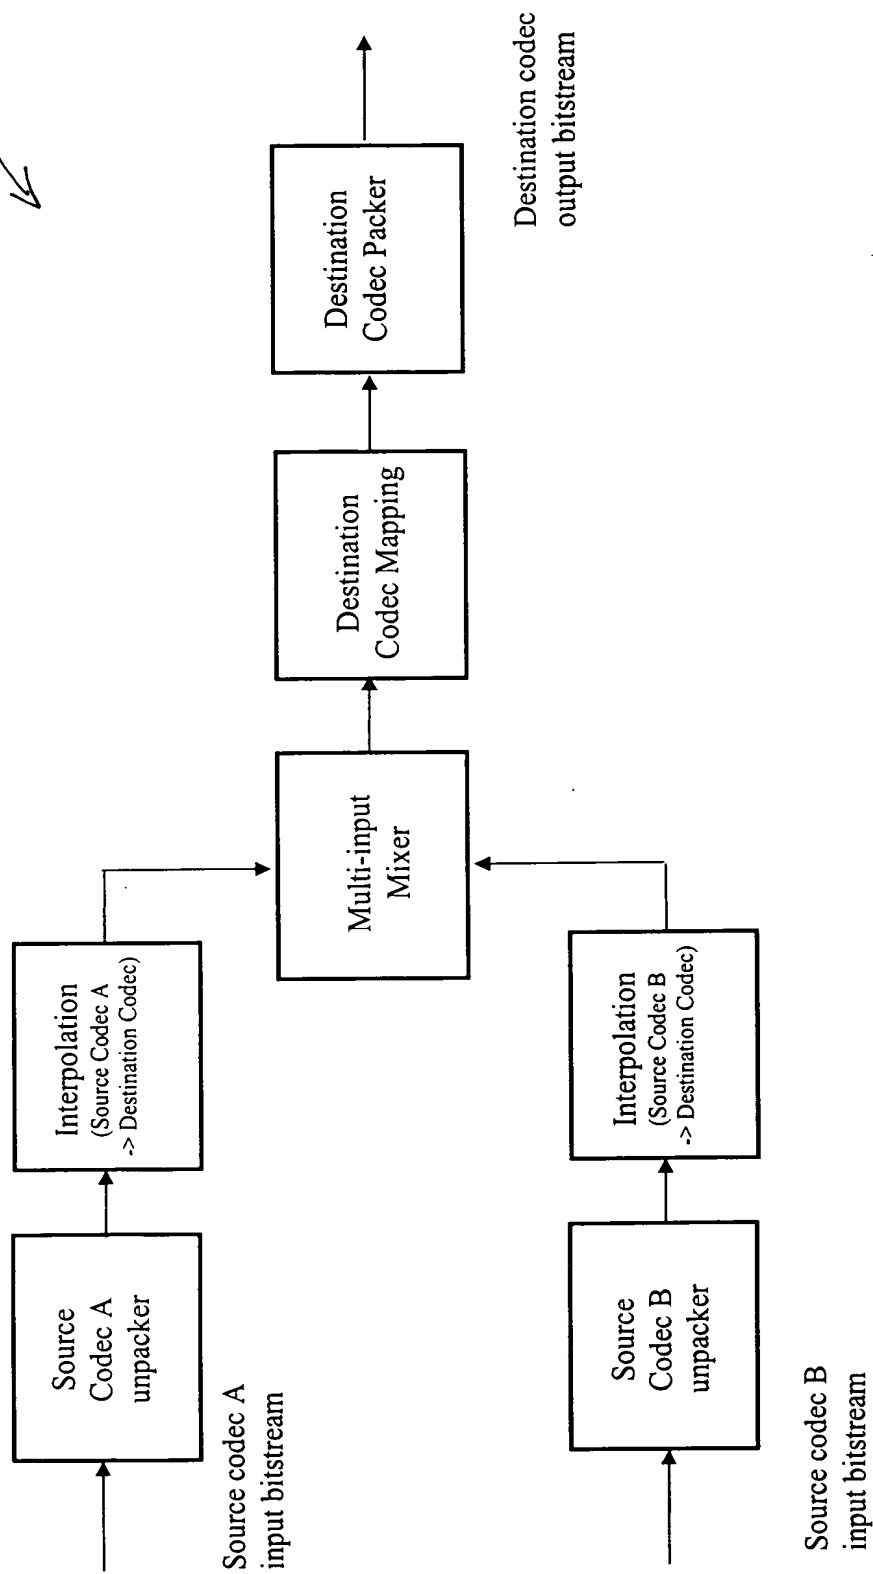 Source codec A
input bitstream
Source
Codec A
unpacker
Interpolation
(Source Codec A
-> Destination Codec)
Source codec B
input bitstream
Source
Codec B
unpacker
Interpolation
(Source Codec B
-> Destination Codec)
Multi-input
Mixer
Destination
Codec Mapping
Destination
Codec Packer
Destination codec
output bitstream